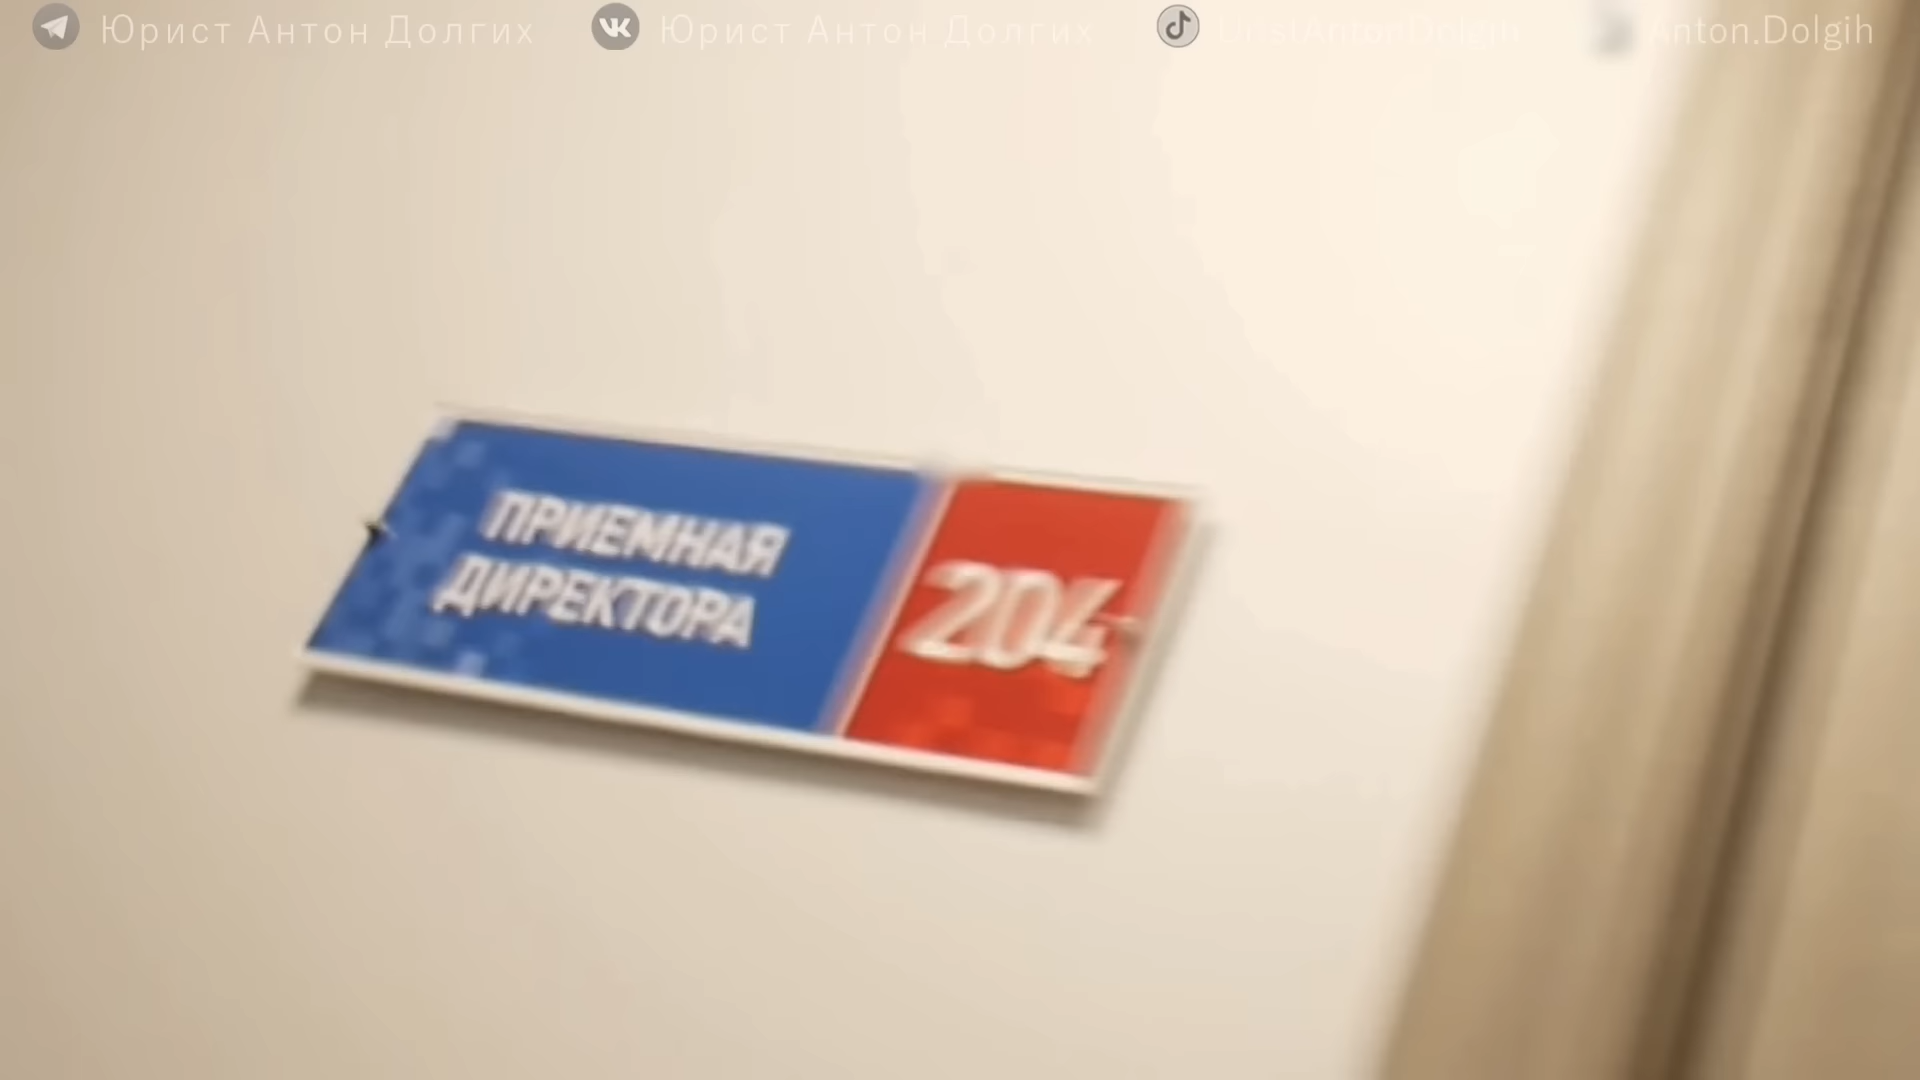 Юрист Антон Долгих
Юрист Антон Долгих
Anton.Dolgih
ПРИЕМНАЯ
ДИРЕКТОРА
204